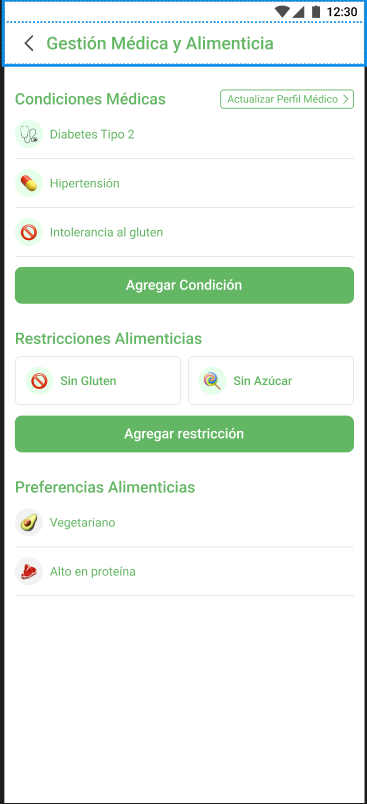 12:30
Gestión Médica y Alimenticia
Condiciones Médicas
Actualizar Perfil Médico
Diabetes Tipo 2
Hipertensión
Intolerancia al gluten
Agregar Condición
Restricciones Alimenticias
Sin Gluten
Sin Azúcar
Agregar restricción
Preferencias Alimenticias
Vegetariano
Alto en proteína